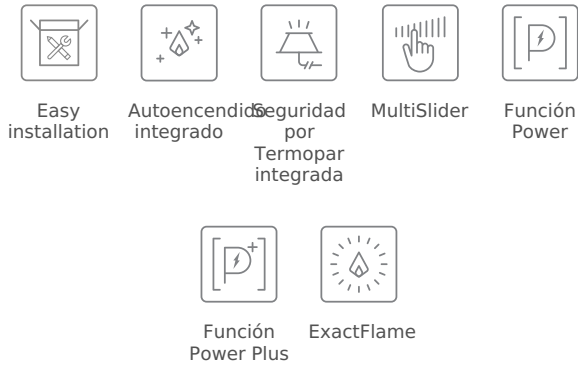 Easy
installation
Autoencendido
integrado
Seguridad
por
Termopar
integrada
MultiSlider
Función
Power
Función
Power Plus
ExactFlame